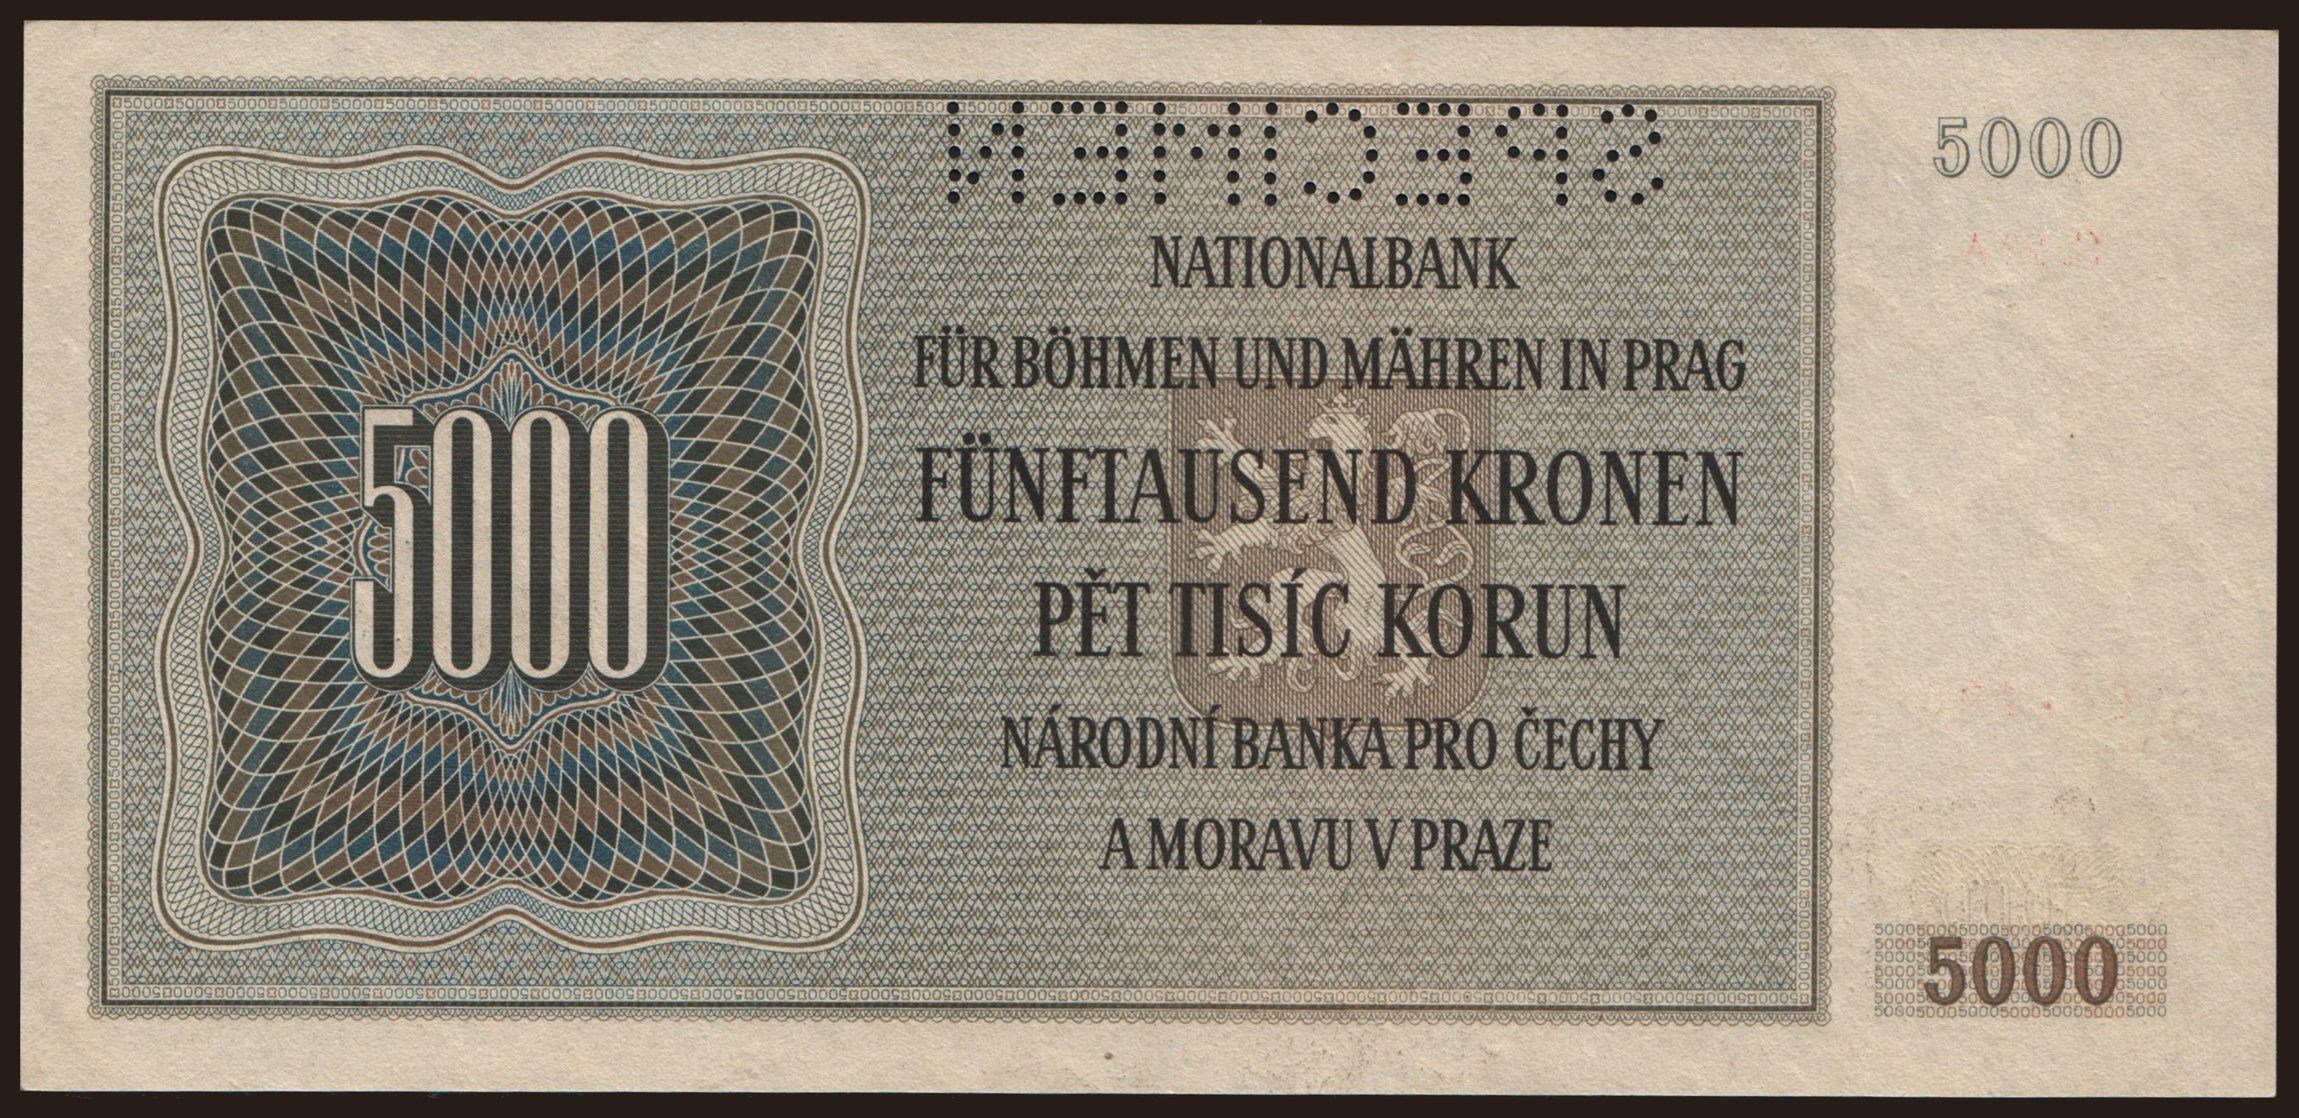 SPECIMEN
5000
NATIONALBANK
FÜR BÖHMEN UND MÄHREN IN PRAG
FÜNFTAUSEND KRONEN
5000
PĚT TISÍC KORUN
NÁRODNÍ BANKA PRO ČECHY
A MORAVU V PRAZE
5000